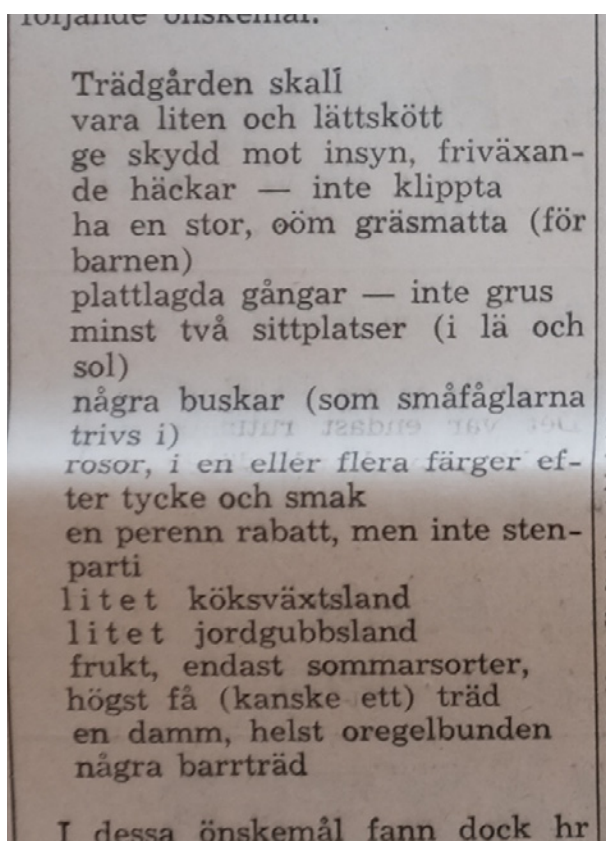 följande önskemål:
Trädgården skall
vara liten och lättskött
ge skydd mot insyn, friväxan-
de häckar — inte klippta
ha en stor, oöm gräsmatta (för
barnen)
plattlagda gångar — inte grus
minst två sittplatser (i lä och
sol)
några buskar (som småfåglarna
trivs i)
rosor, i en eller flera färger ef-
ter tycke och smak
en perenn rabatt, men inte sten-
parti
litet köksväxtsland
litet jordgubbsland
frukt, endast sommarsorter,
högst få (kanske ett) träd
en damm, helst oregelbunden
några barrträd
I dessa önskemål fann dock hr